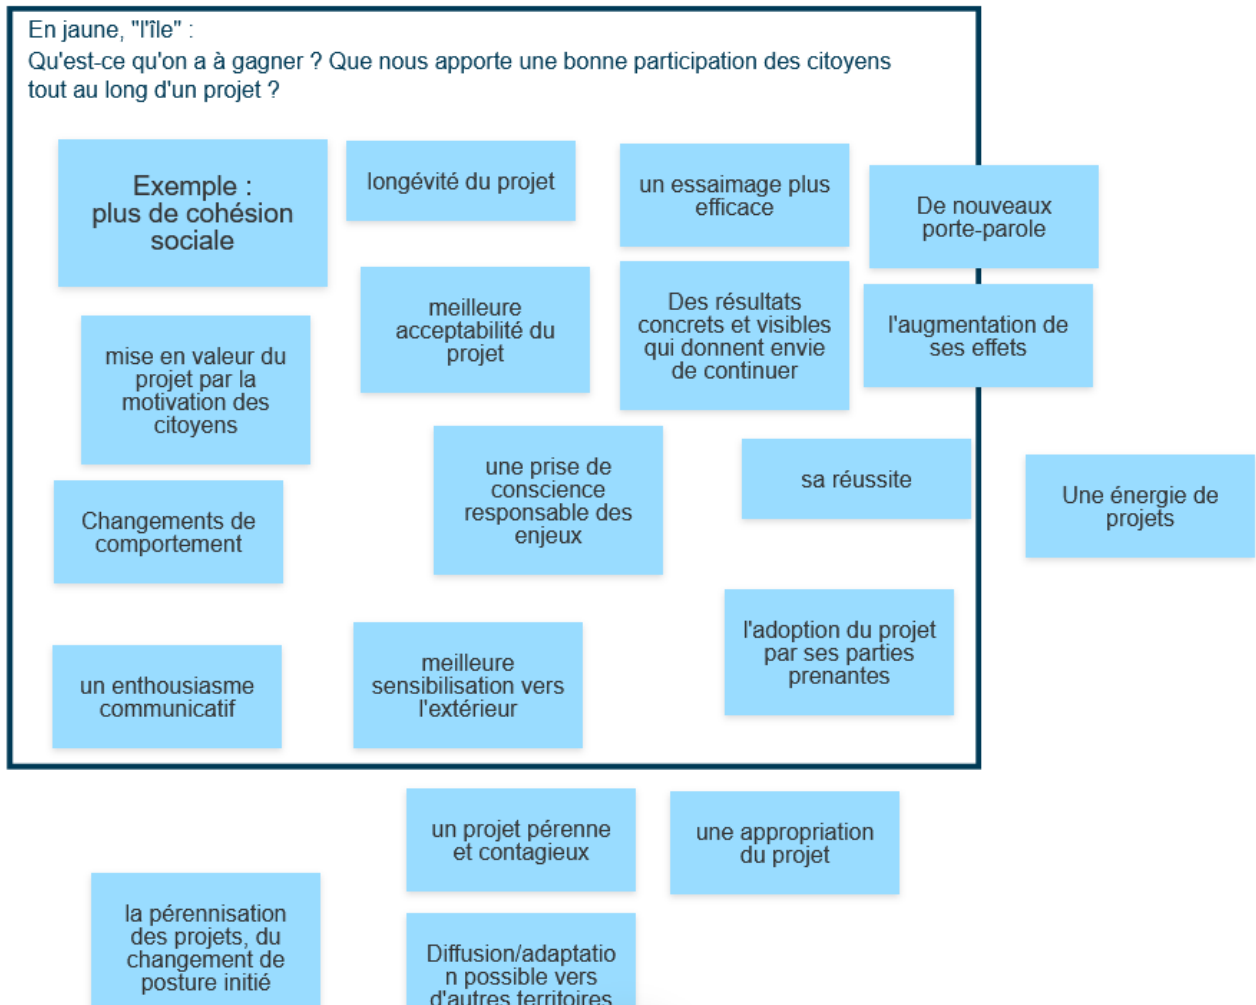 En jaune, "l'île" :
Qu'est-ce qu'on a à gagner ? Que nous apporte une bonne participation des citoyens
tout au long d'un projet ?
Exemple :
plus de cohésion
sociale
longévité du projet
un essaimage plus
efficace
De nouveaux
porte-parole
mise en valeur du
projet par la
motivation des
citoyens
meilleure
acceptabilité du
projet
Des résultats
concrets et visibles
qui donnent envie
de continuer
l'augmentation de
ses effets
Changements de
comportement
une prise de
conscience
responsable des
enjeux
sa réussite
Une énergie de
projets
un enthousiasme
communicatif
meilleure
sensibilisation vers
l'extérieur
l'adoption du projet
par ses parties
prenantes
un projet pérenne
et contagieux
une appropriation
du projet
la pérennisation
des projets, du
changement de
posture initié
Diffusion/adaptatio
n possible vers
d'autres territoires